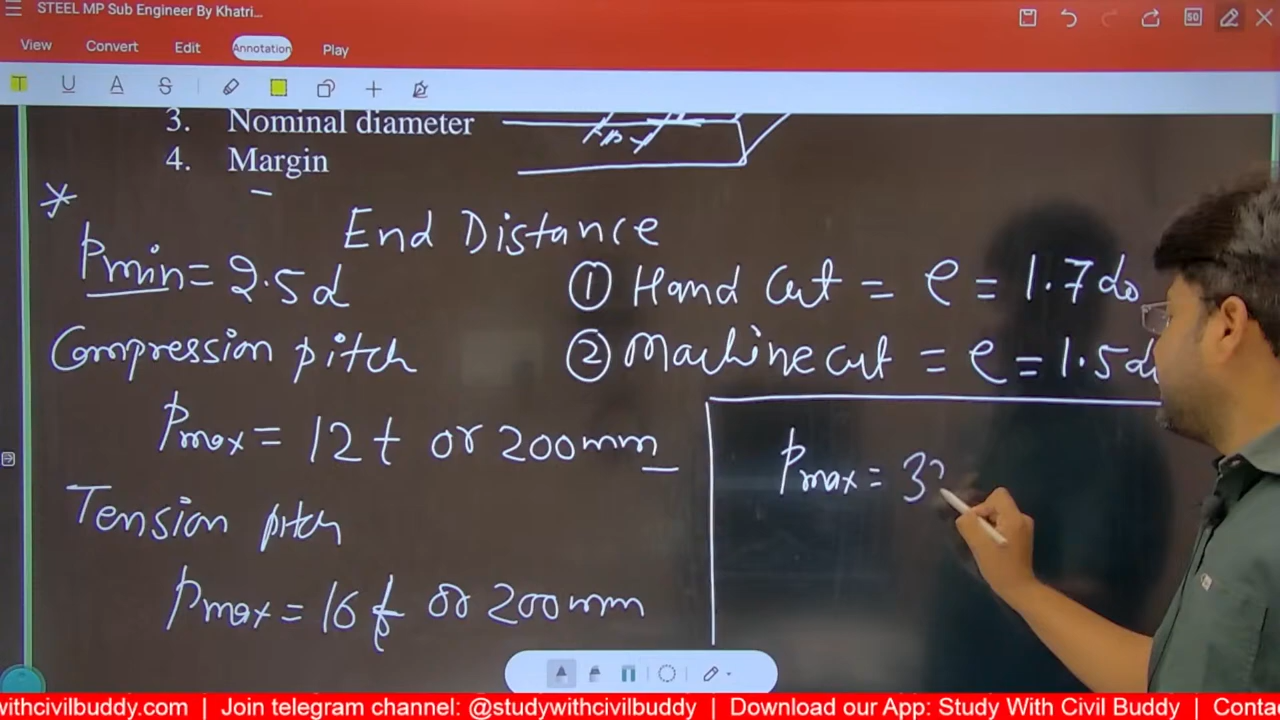 STEEL MP Sub Engineer By Khatri...
50
View Convert Edit Annotation Play
T U A S
3. Nominal diameter
4. Margin
*
End Distance
Pmin = 2.5d
① Hand Cut = e = 1.7do
Compression pitch
② Machine cut = e = 1.5d
Pmax = 12t or 200mm
Pmax = 3
Tension pitch
Pmax = 16t or 200mm
withcivilbuddy.com | Join telegram channel: @studywithcivilbuddy | Download our App: Study With Civil Buddy | Conta